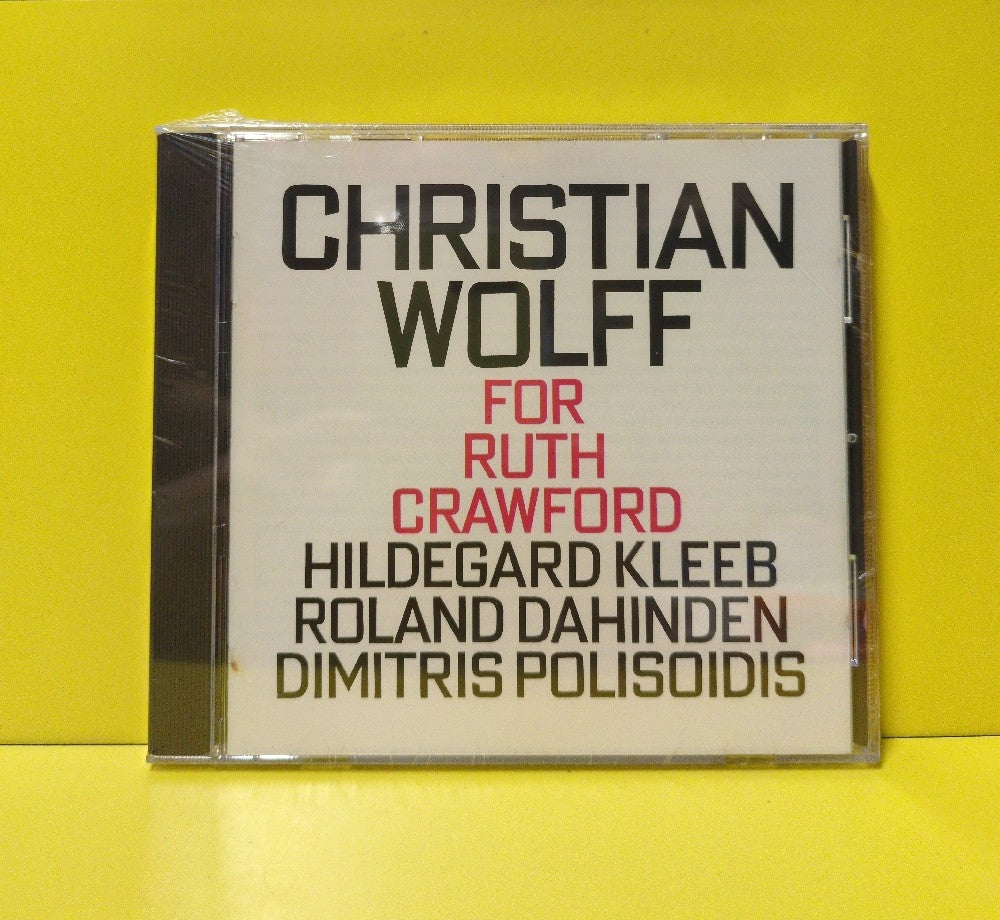 CHRISTIAN
WOLFF
FOR
RUTH
CRAWFORD
HILDEGARD KLEEB
ROLAND DAHINDEN
DIMITRIS POLISOIDIS